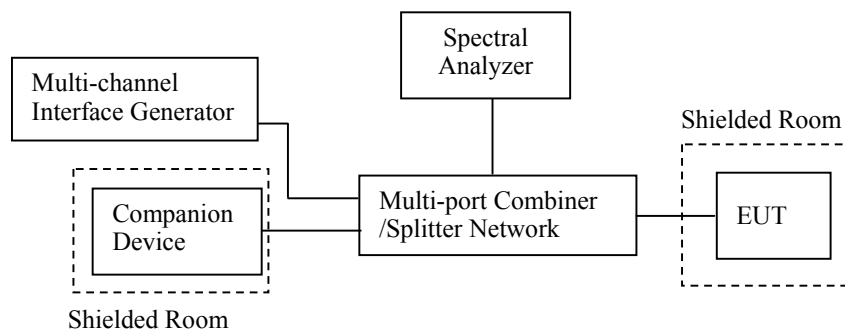 Spectral
Analyzer
Multi-channel
Interface Generator
Shielded Room
Companion
Device
Multi-port Combiner
/Splitter Network
EUT
Shielded Room